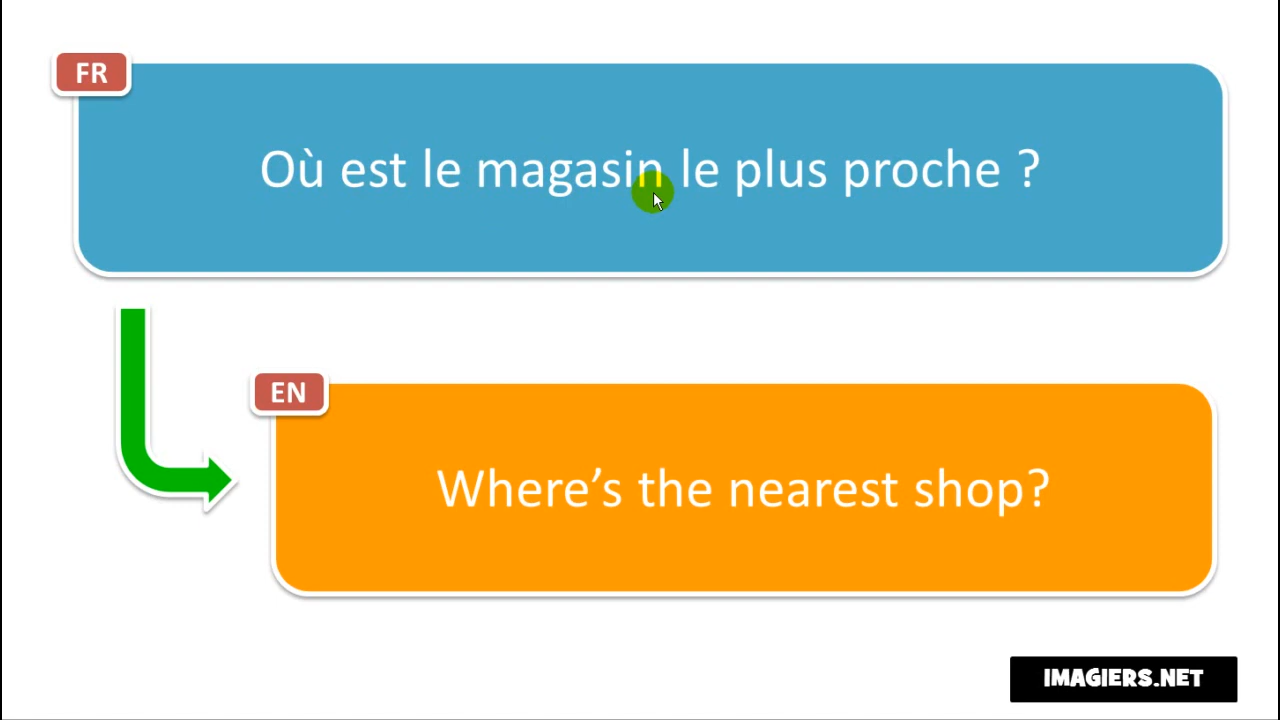 FR
Où est le magasin le plus proche ?
EN
Where’s the nearest shop?
IMAGIERS.NET